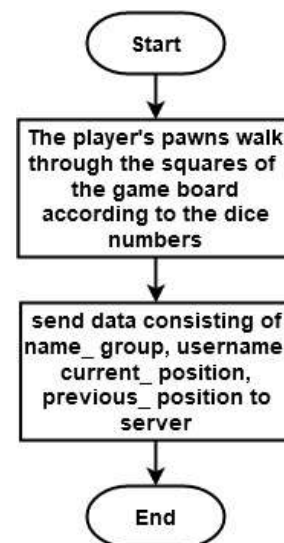 Start
The player's pawns walk
through the squares of
the game board
according to the dice
numbers
send data consisting of
name_ group, username
current_ position,
previous_ position to
server
End